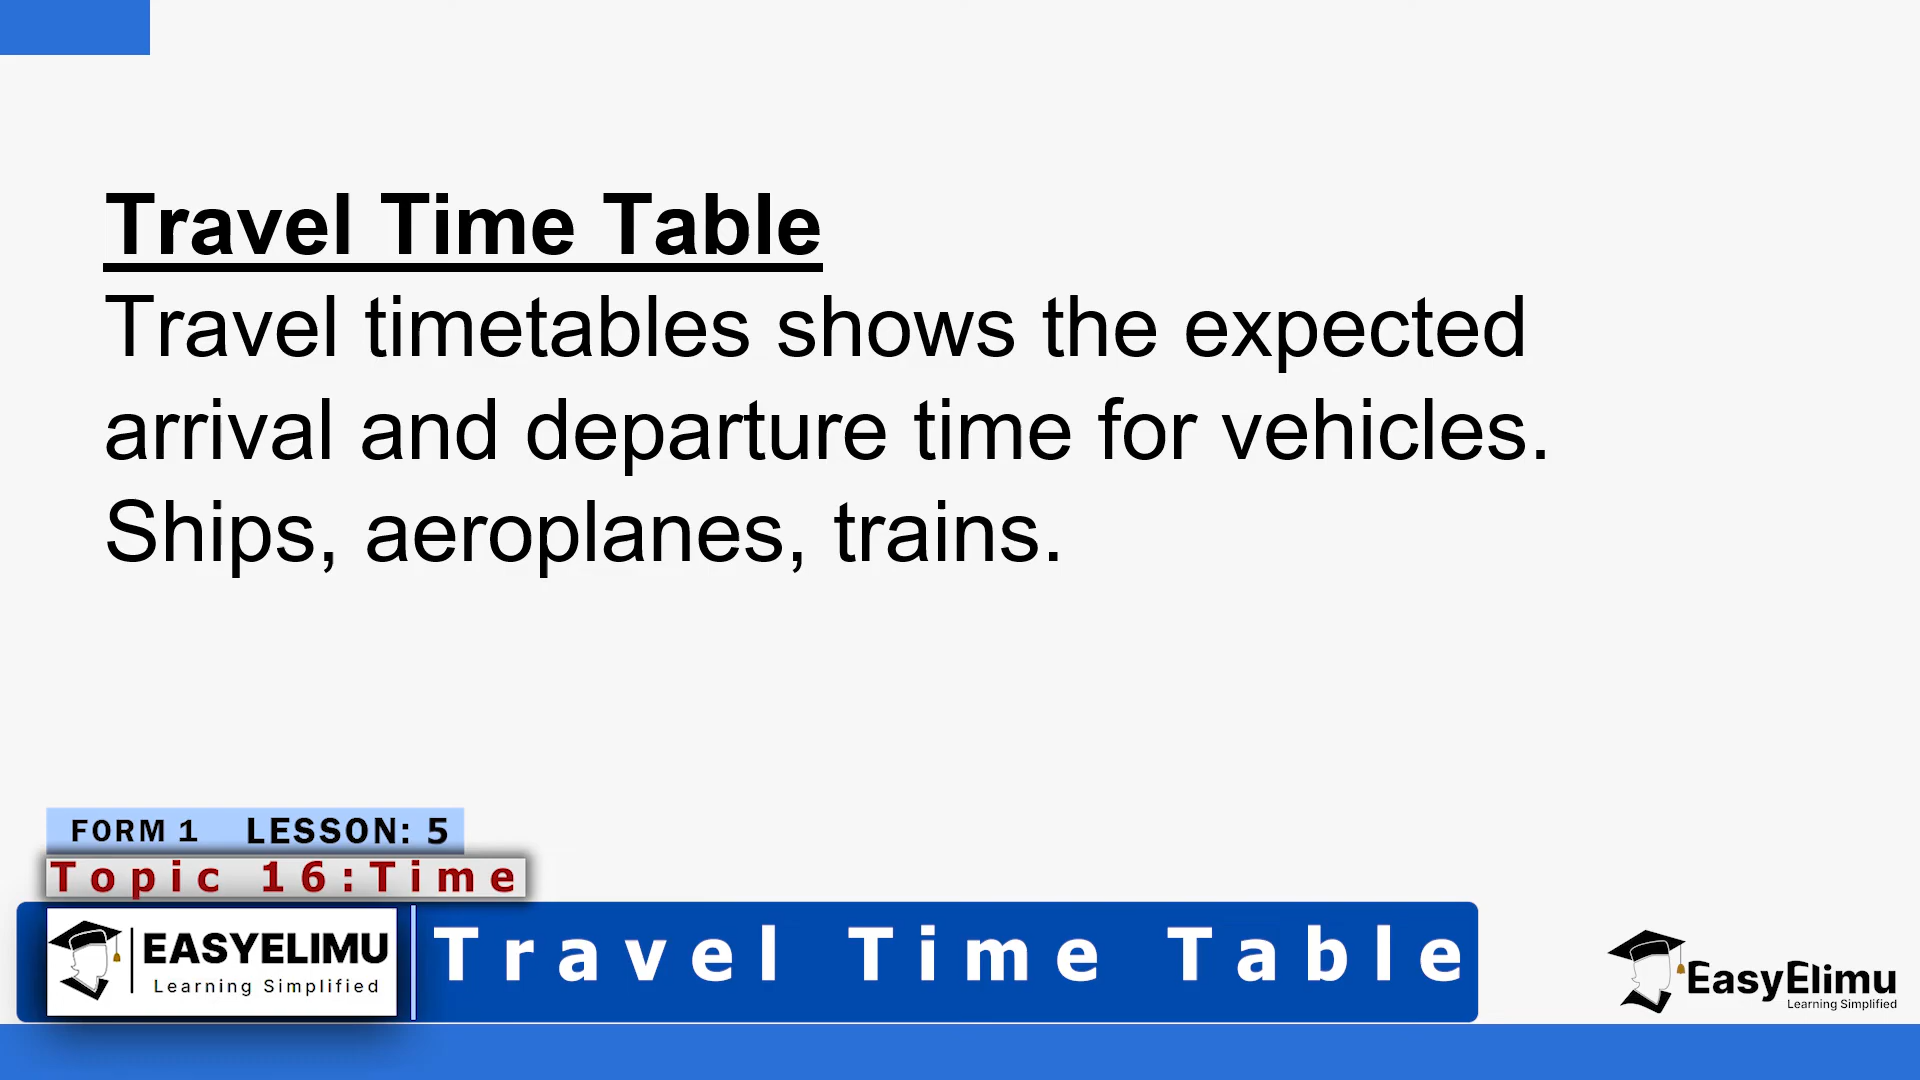 Travel Time Table
Travel timetables shows the expected
arrival and departure time for vehicles.
Ships, aeroplanes, trains.
FORM 1 LESSON: 5
Topic 16:Time
EASYELIMU
Learning Simplified
Travel Time Table
EasyElimu
Learning Simplified